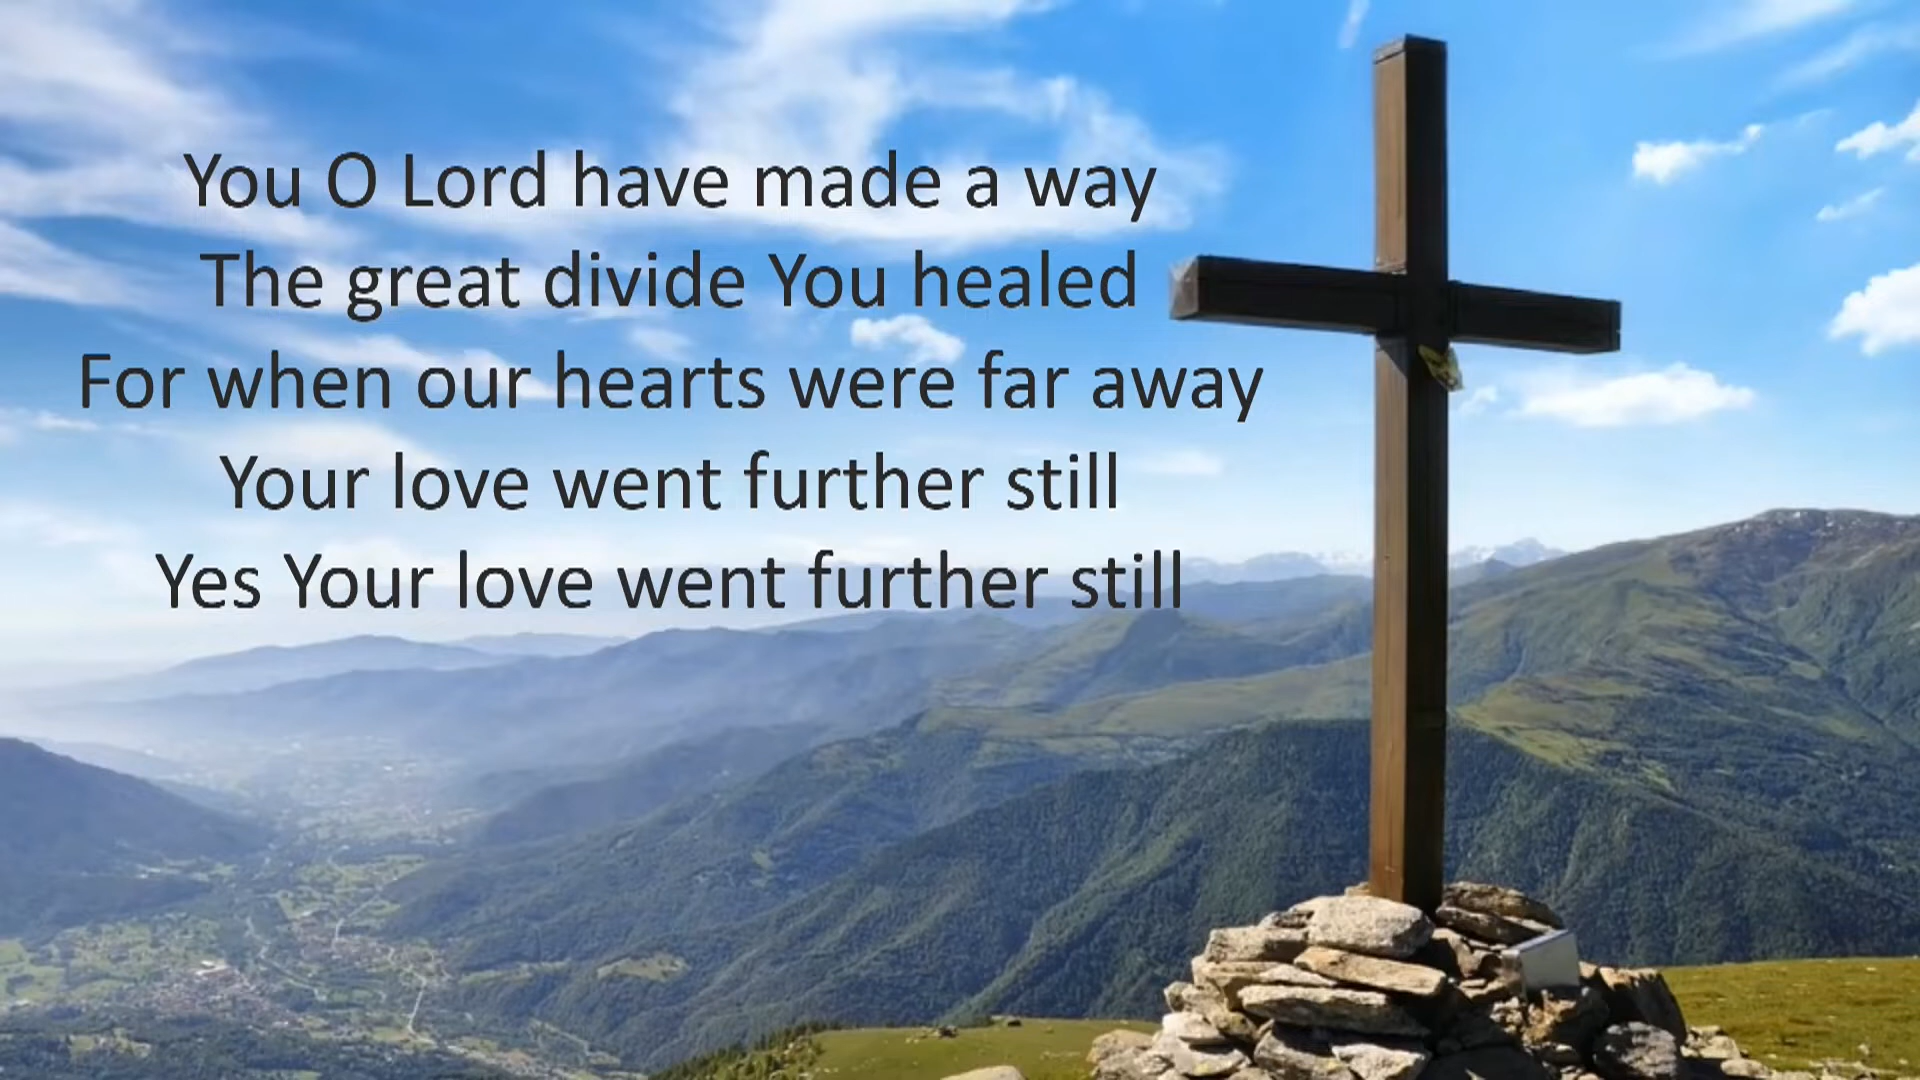 You O Lord have made a way
The great divide You healed
For when our hearts were far away
Your love went further still
Yes Your love went further still